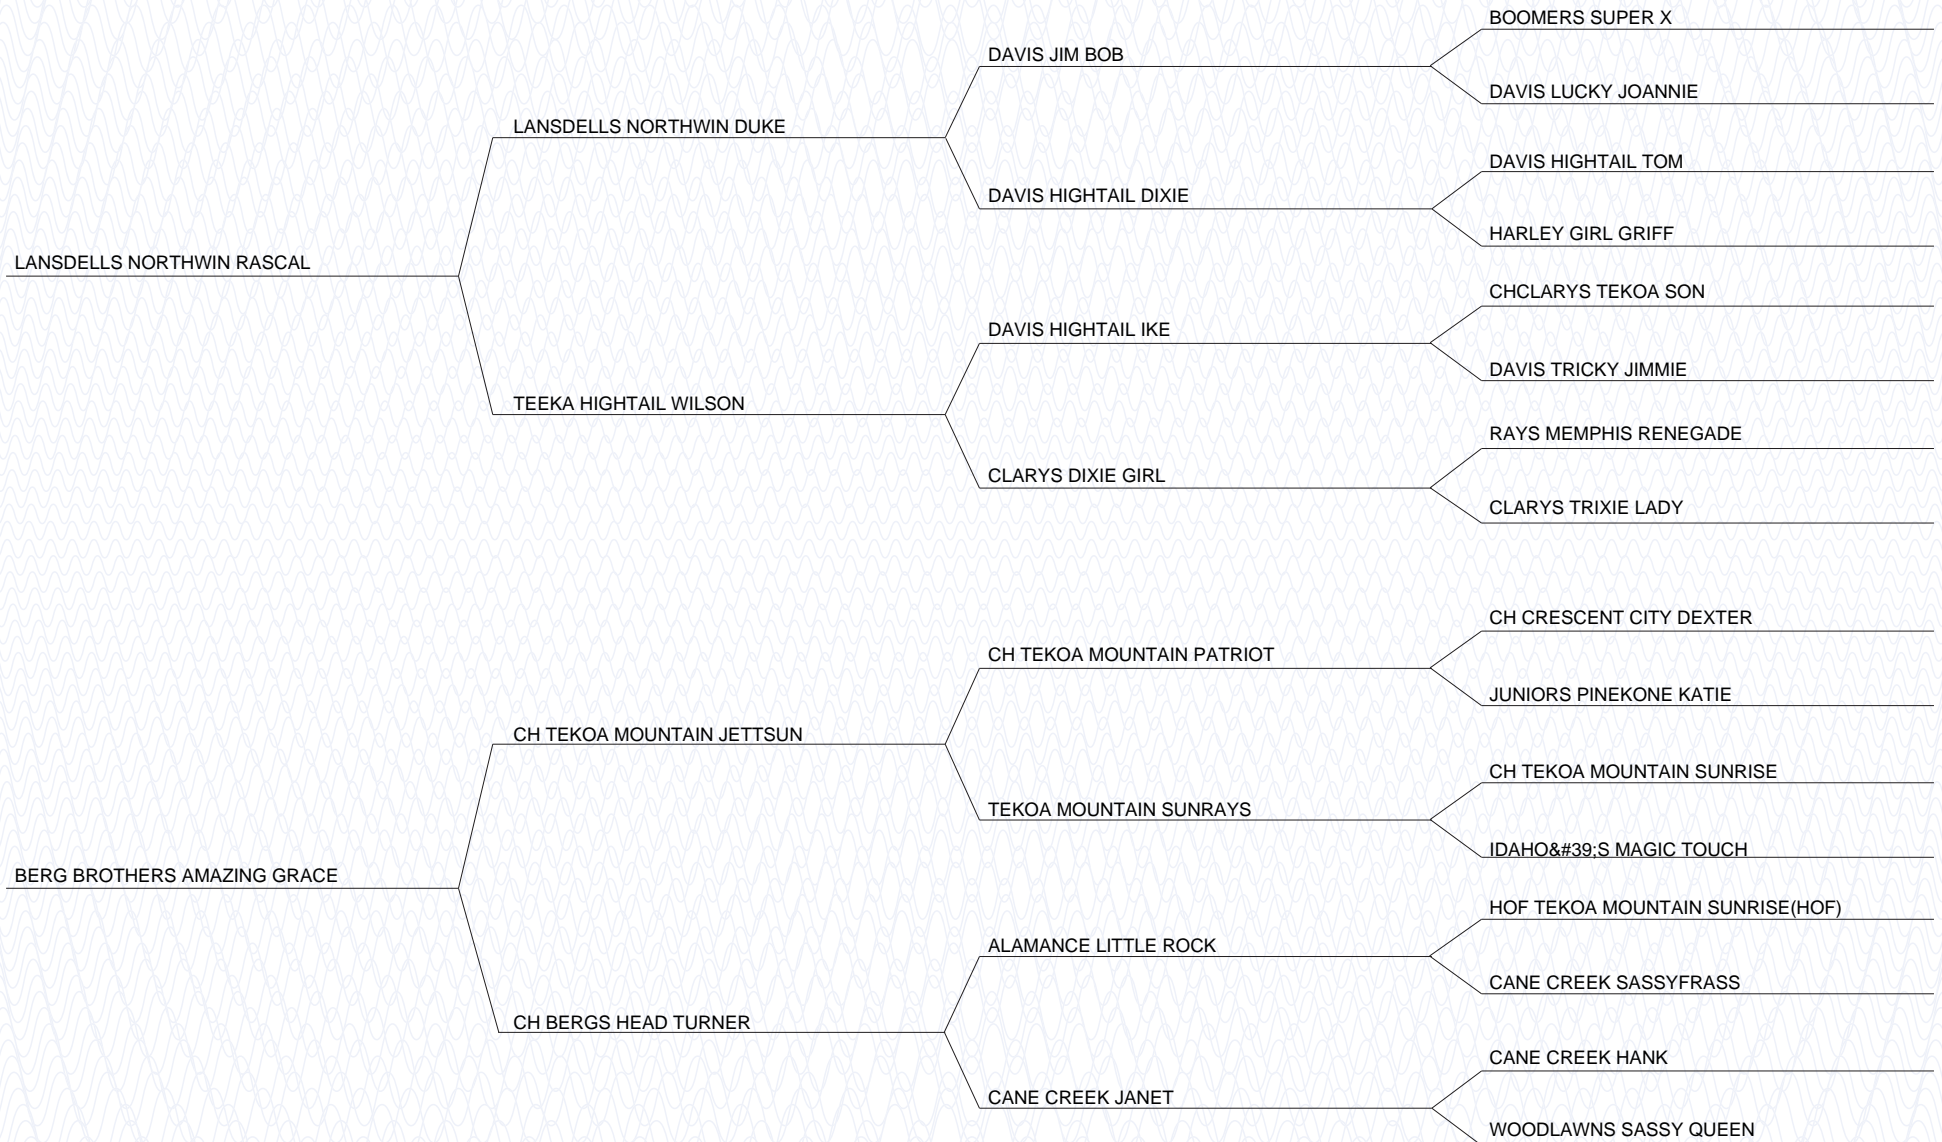 BOOMERS SUPER X
DAVIS JIM BOB
DAVIS LUCKY JOANNIE
LANSDELLS NORTHWIN DUKE
DAVIS HIGHTAIL TOM
DAVIS HIGHTAIL DIXIE
HARLEY GIRL GRIFF
LANSDELLS NORTHWIN RASCAL
CHCLARYS TEKOA SON
DAVIS HIGHTAIL IKE
DAVIS TRICKY JIMMIE
TEEKA HIGHTAIL WILSON
RAYS MEMPHIS RENEGADE
CLARYS DIXIE GIRL
CLARYS TRIXIE LADY
CH CRESCENT CITY DEXTER
CH TEKOA MOUNTAIN PATRIOT
JUNIORS PINEKONE KATIE
CH TEKOA MOUNTAIN JETTSUN
CH TEKOA MOUNTAIN SUNRISE
TEKOA MOUNTAIN SUNRAYS
IDAHO&#39;S MAGIC TOUCH
BERG BROTHERS AMAZING GRACE
HOF TEKOA MOUNTAIN SUNRISE(HOF)
ALAMANCE LITTLE ROCK
CANE CREEK SASSYFRASS
CH BERGS HEAD TURNER
CANE CREEK HANK
CANE CREEK JANET
WOODLAWNS SASSY QUEEN